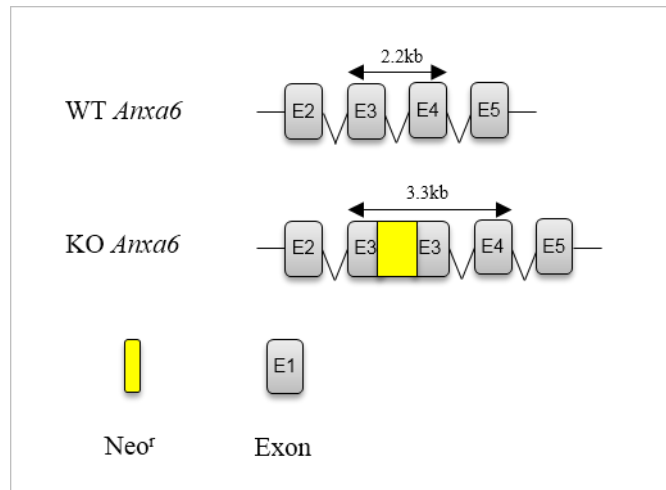 2.2kb
WT Anxa6 E2 E3 E4 E5
3.3kb
KO Anxa6 E2 E3 E3 E4 E5
E1
Neoʳ Exon